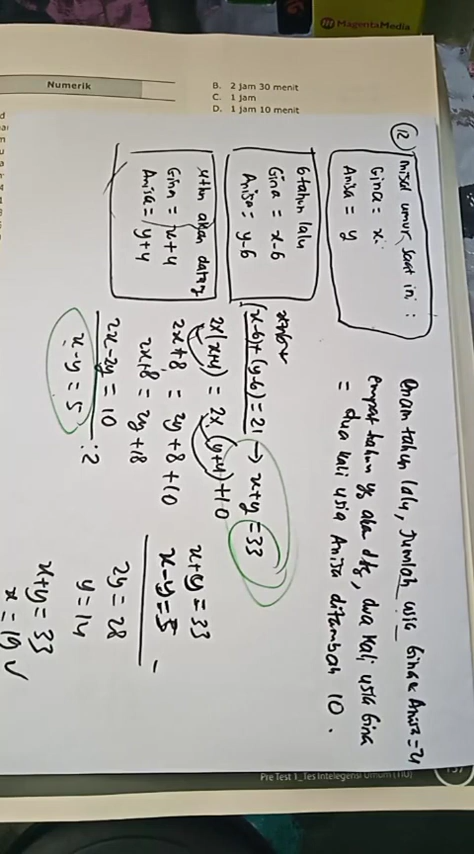 MagentaMedia
Numerik
B. 2 jam 30 menit
C. 1 jam
D. 1 jam 10 menit
12) misal umur saat ini :
Gina = x
Anisa = y
Enam tahun lalu, jumlah usia Gina & Anisa = 21
empat tahun yg akan dtg, dua kali usia Gina
= dua kali usia Anisa ditambah 10.
6 tahun lalu
Gina = x-6
Anisa = y-6
4thn akan datang
Gina = x+4
Anisa = y+4
(x-6)+(y-6)=21 → x+y=33
2x(x+4) = 2x(y+4)+10
2x+8 = 2y+8+10
2x+8 = 2y+18
2x-2y = 10 :2
x-y = 5
x+y = 33
x-y = 5 -
2y = 28
y = 14
x+y = 33
x = 19 ✓
Pre Test 1_Tes Intelegensi Umum (TIU)